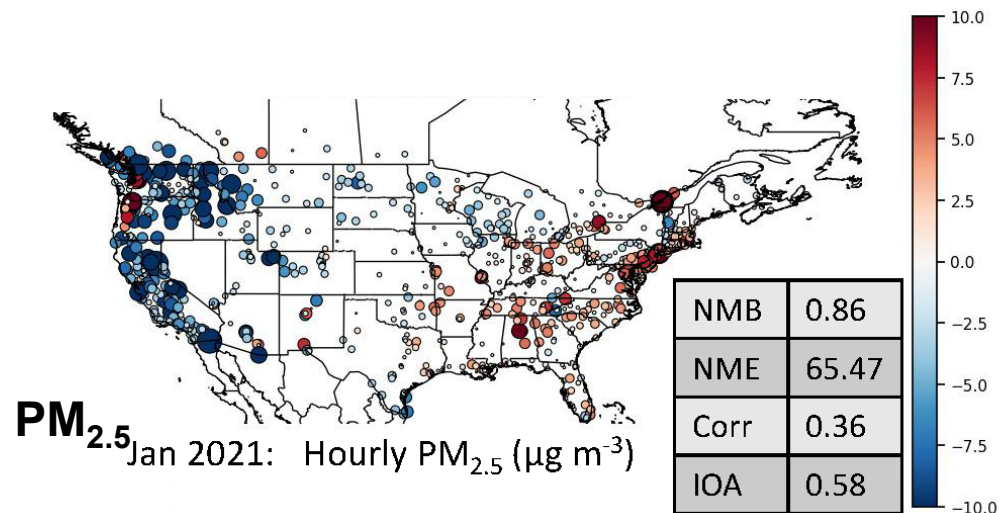 10.0
7.5
5.0
2.5
0.0
−2.5
−5.0
−7.5
−10.0
NMB 0.86
NME 65.47
Corr 0.36
IOA 0.58
PM₂.₅
Jan 2021: Hourly PM₂.₅ (µg m⁻³)